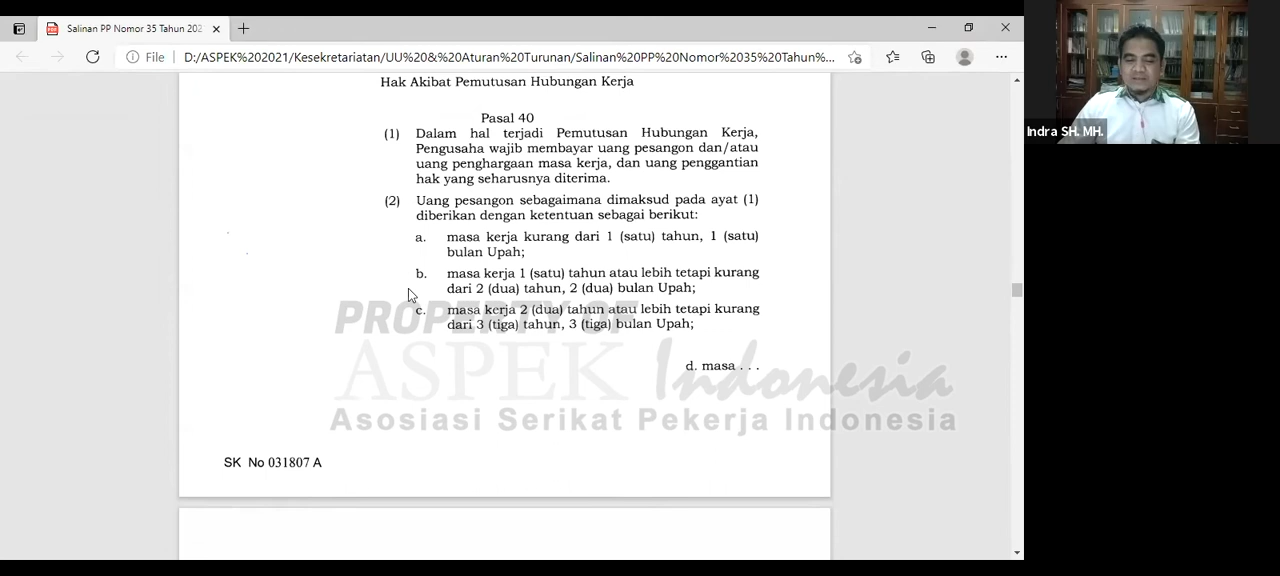 Salinan PP Nomor 35 Tahun 202
File
D:/ASPEK%202021/Kesekretariatan/UU%20&%20Aturan%20Turunan/Salinan%20PP%20Nomor%2035%20Tahun%...
Indra SH. MH.
Hak Akibat Pemutusan Hubungan Kerja
Pasal 40
(1) Dalam hal terjadi Pemutusan Hubungan Kerja,
Pengusaha wajib membayar uang pesangon dan/atau
uang penghargaan masa kerja, dan uang penggantian
hak yang seharusnya diterima.
(2) Uang pesangon sebagaimana dimaksud pada ayat (1)
diberikan dengan ketentuan sebagai berikut:
a. masa kerja kurang dari 1 (satu) tahun, 1 (satu)
bulan Upah;
b. masa kerja 1 (satu) tahun atau lebih tetapi kurang
dari 2 (dua) tahun, 2 (dua) bulan Upah;
c. masa kerja 2 (dua) tahun atau lebih tetapi kurang
dari 3 (tiga) tahun, 3 (tiga) bulan Upah;
PROPERTY OF
d. masa . . .
ASPEK Indonesia
Asosiasi Serikat Pekerja Indonesia
SK No 031807 A